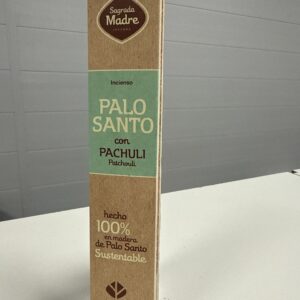 Sagrada
Madre
Incienso
PALO
SANTO
con
PACHULI
Patchouli
hecho
100%
en madera
de Palo Santo
Sustentable